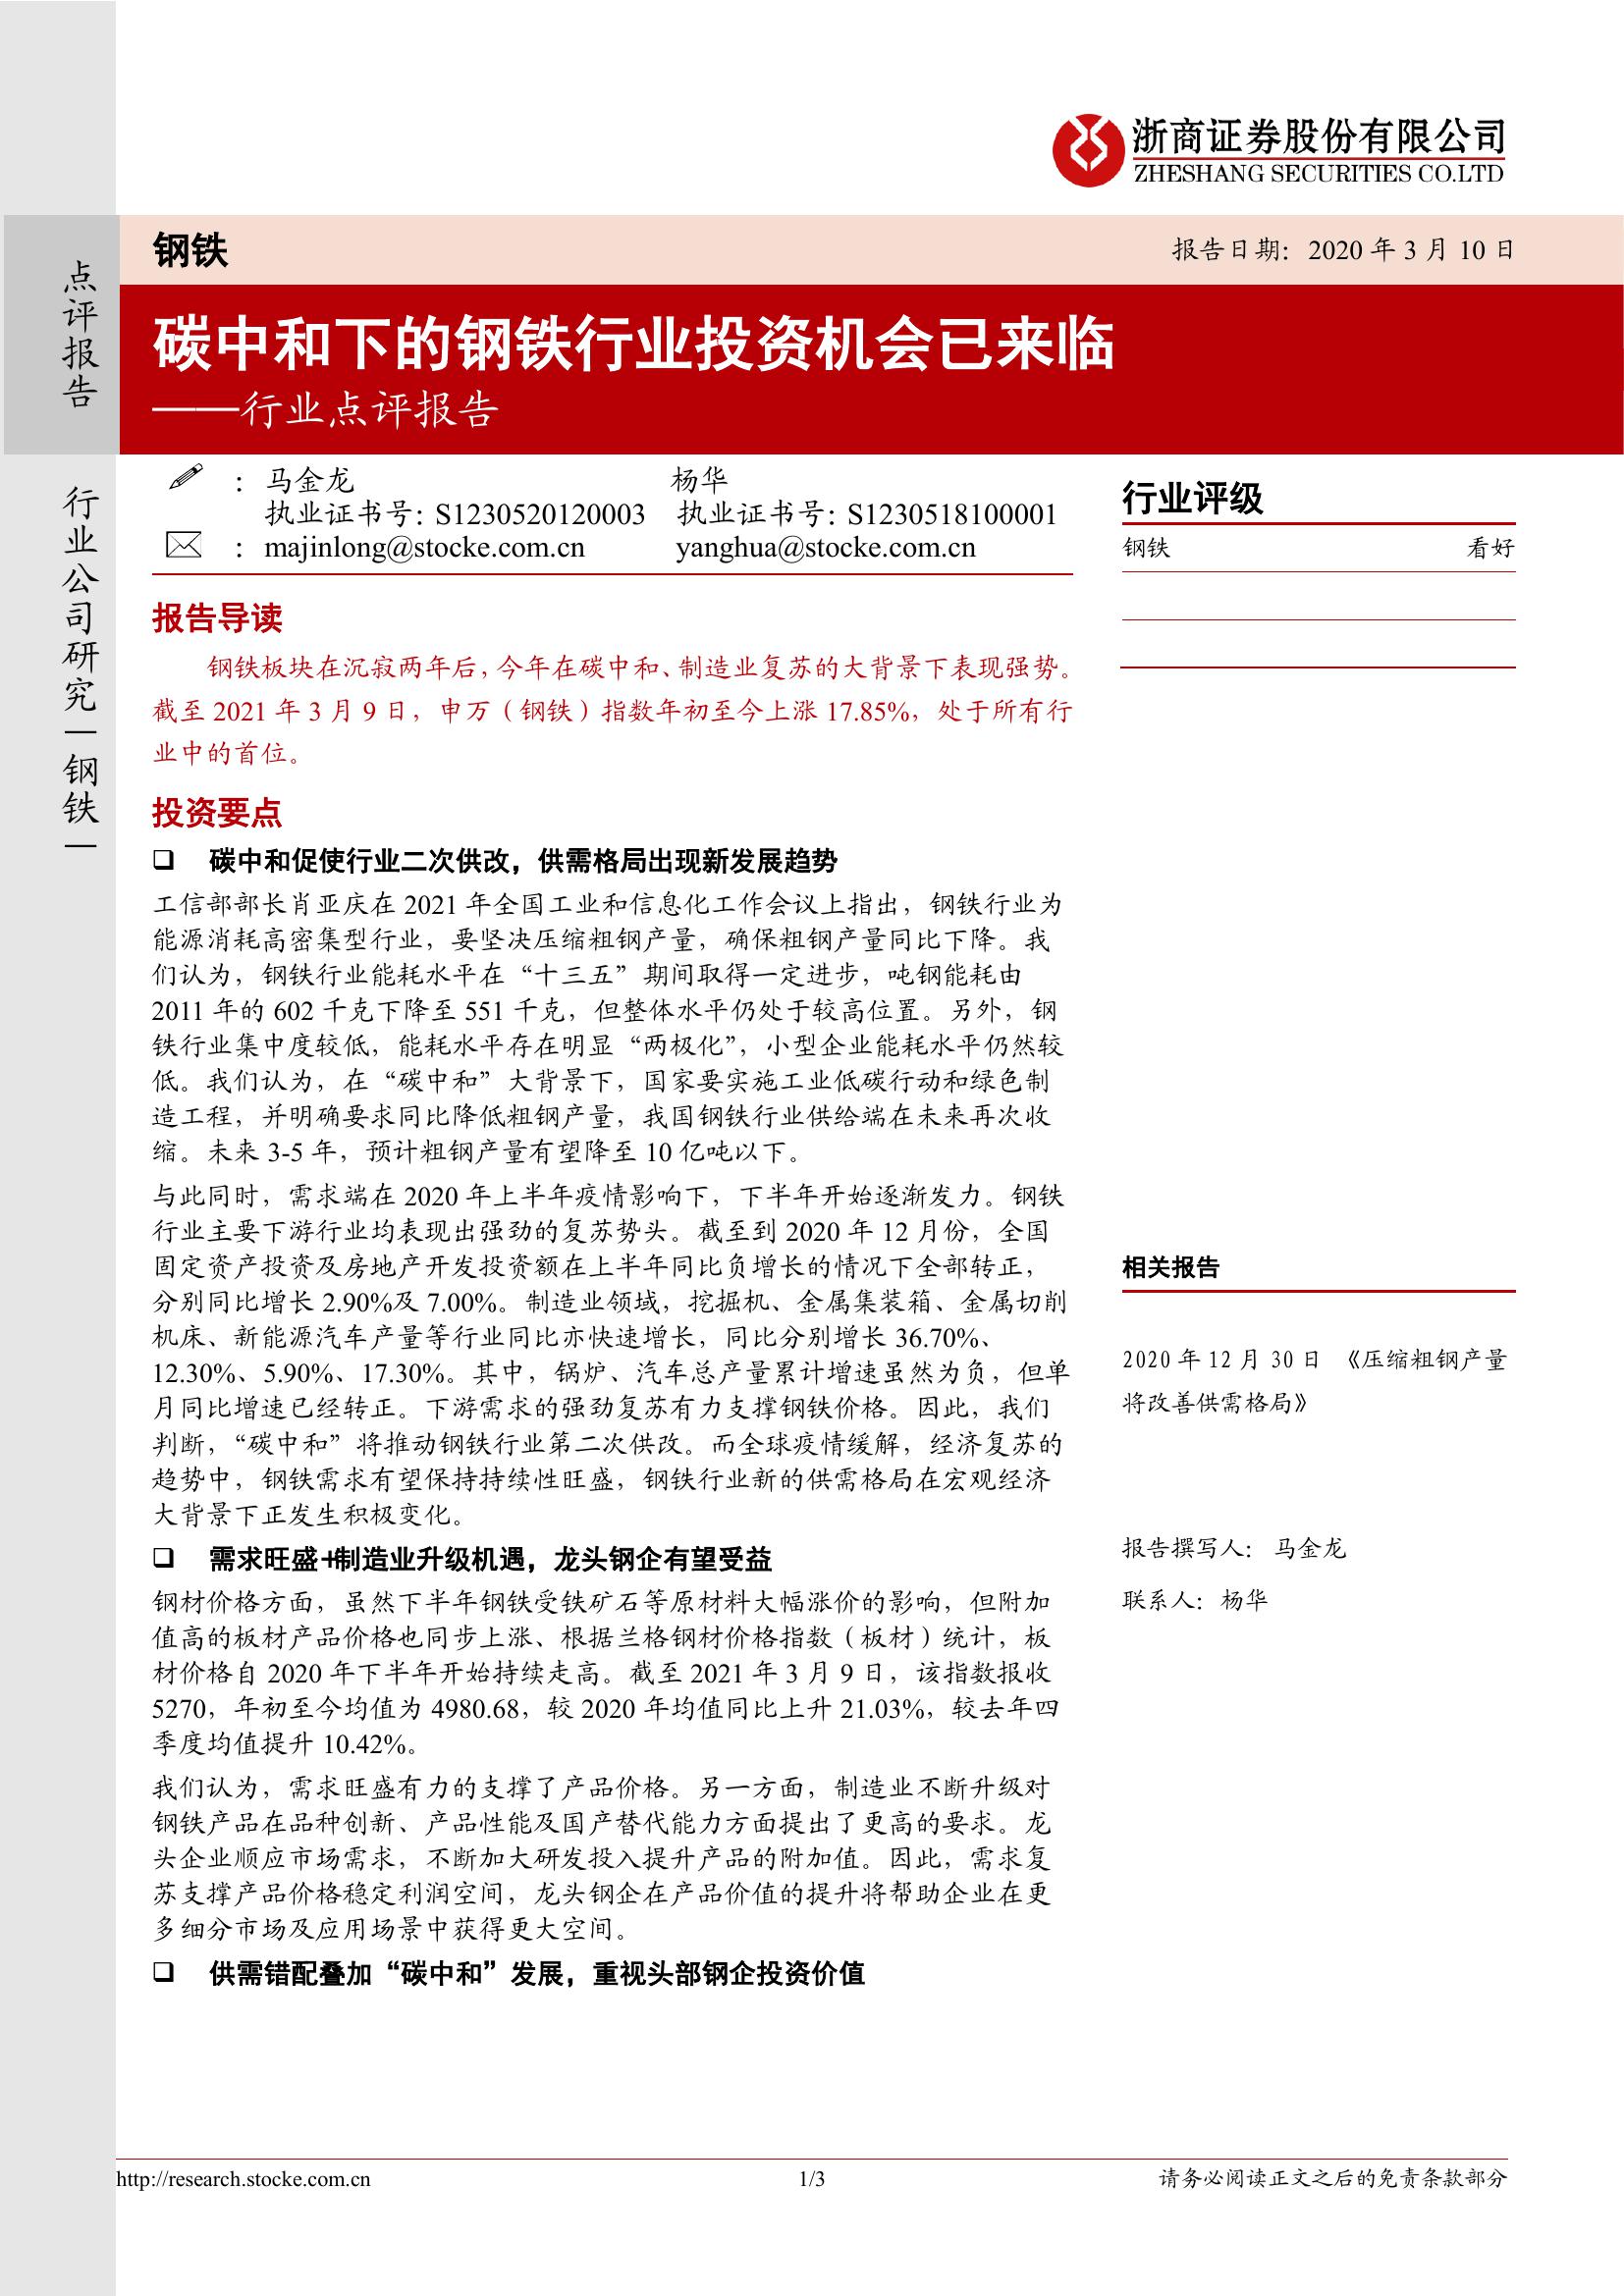 浙商证券股份有限公司
ZHESHANG SECURITIES CO.LTD
点评报告
行业公司研究｜钢铁｜
钢铁
报告日期：2020 年 3 月 10 日
碳中和下的钢铁行业投资机会已来临
——行业点评报告
： 马金龙 杨华
执业证书号：S1230520120003 执业证书号：S1230518100001
： majinlong@stocke.com.cn yanghua@stocke.com.cn
报告导读
钢铁板块在沉寂两年后，今年在碳中和、制造业复苏的大背景下表现强势。
截至 2021 年 3 月 9 日，申万（钢铁）指数年初至今上涨 17.85%，处于所有行
业中的首位。
投资要点
❑ 碳中和促使行业二次供改，供需格局出现新发展趋势
工信部部长肖亚庆在 2021 年全国工业和信息化工作会议上指出，钢铁行业为
能源消耗高密集型行业，要坚决压缩粗钢产量，确保粗钢产量同比下降。我
们认为，钢铁行业能耗水平在“十三五”期间取得一定进步，吨钢能耗由
2011 年的 602 千克下降至 551 千克，但整体水平仍处于较高位置。另外，钢
铁行业集中度较低，能耗水平存在明显“两极化”，小型企业能耗水平仍然较
低。我们认为，在“碳中和”大背景下，国家要实施工业低碳行动和绿色制
造工程，并明确要求同比降低粗钢产量，我国钢铁行业供给端在未来再次收
缩。未来 3-5 年，预计粗钢产量有望降至 10 亿吨以下。
与此同时，需求端在 2020 年上半年疫情影响下，下半年开始逐渐发力。钢铁
行业主要下游行业均表现出强劲的复苏势头。截至到 2020 年 12 月份，全国
固定资产投资及房地产开发投资额在上半年同比负增长的情况下全部转正，
分别同比增长 2.90%及 7.00%。制造业领域，挖掘机、金属集装箱、金属切削
机床、新能源汽车产量等行业同比亦快速增长，同比分别增长 36.70%、
12.30%、5.90%、17.30%。其中，锅炉、汽车总产量累计增速虽然为负，但单
月同比增速已经转正。下游需求的强劲复苏有力支撑钢铁价格。因此，我们
判断，“碳中和”将推动钢铁行业第二次供改。而全球疫情缓解，经济复苏的
趋势中，钢铁需求有望保持持续性旺盛，钢铁行业新的供需格局在宏观经济
大背景下正发生积极变化。
❑ 需求旺盛+制造业升级机遇，龙头钢企有望受益
钢材价格方面，虽然下半年钢铁受铁矿石等原材料大幅涨价的影响，但附加
值高的板材产品价格也同步上涨、根据兰格钢材价格指数（板材）统计，板
材价格自 2020 年下半年开始持续走高。截至 2021 年 3 月 9 日，该指数报收
5270，年初至今均值为 4980.68，较 2020 年均值同比上升 21.03%，较去年四
季度均值提升 10.42%。
我们认为，需求旺盛有力的支撑了产品价格。另一方面，制造业不断升级对
钢铁产品在品种创新、产品性能及国产替代能力方面提出了更高的要求。龙
头企业顺应市场需求，不断加大研发投入提升产品的附加值。因此，需求复
苏支撑产品价格稳定利润空间，龙头钢企在产品价值的提升将帮助企业在更
多细分市场及应用场景中获得更大空间。
❑ 供需错配叠加“碳中和”发展，重视头部钢企投资价值
行业评级
钢铁 看好
相关报告
2020 年 12 月 30 日 《压缩粗钢产量
将改善供需格局》
报告撰写人： 马金龙
联系人：杨华
http://research.stocke.com.cn 1/3 请务必阅读正文之后的免责条款部分